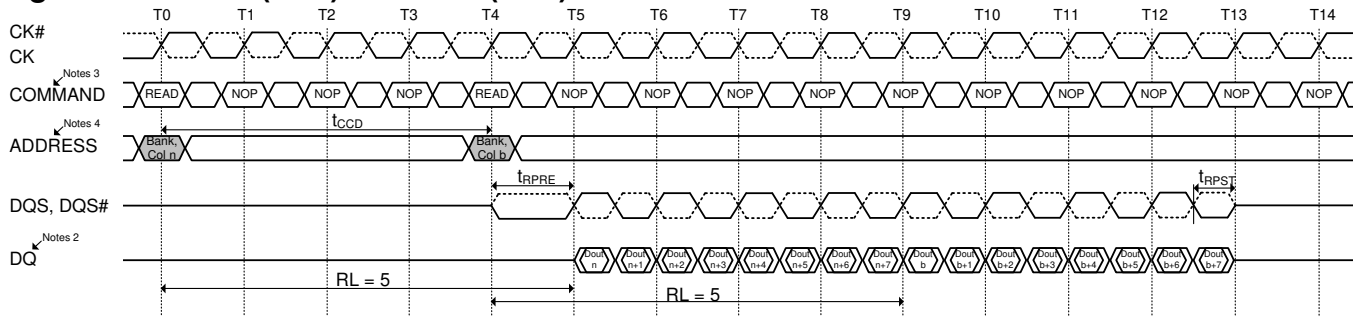 T0 T1 T2 T3 T4 T5 T6 T7 T8 T9 T10 T11 T12 T13 T14
CK#
CK
Notes 3
COMMAND READ NOP NOP NOP READ NOP NOP NOP NOP NOP NOP NOP NOP NOP NOP
Notes 4
tCCD
ADDRESS Bank, Col n Bank, Col b
tRPRE tRPST
DQS, DQS#
Notes 2
DQ Dout n Dout n+1 Dout n+2 Dout n+3 Dout n+4 Dout n+5 Dout n+6 Dout n+7 Dout b Dout b+1 Dout b+2 Dout b+3 Dout b+4 Dout b+5 Dout b+6 Dout b+7
RL = 5
RL = 5